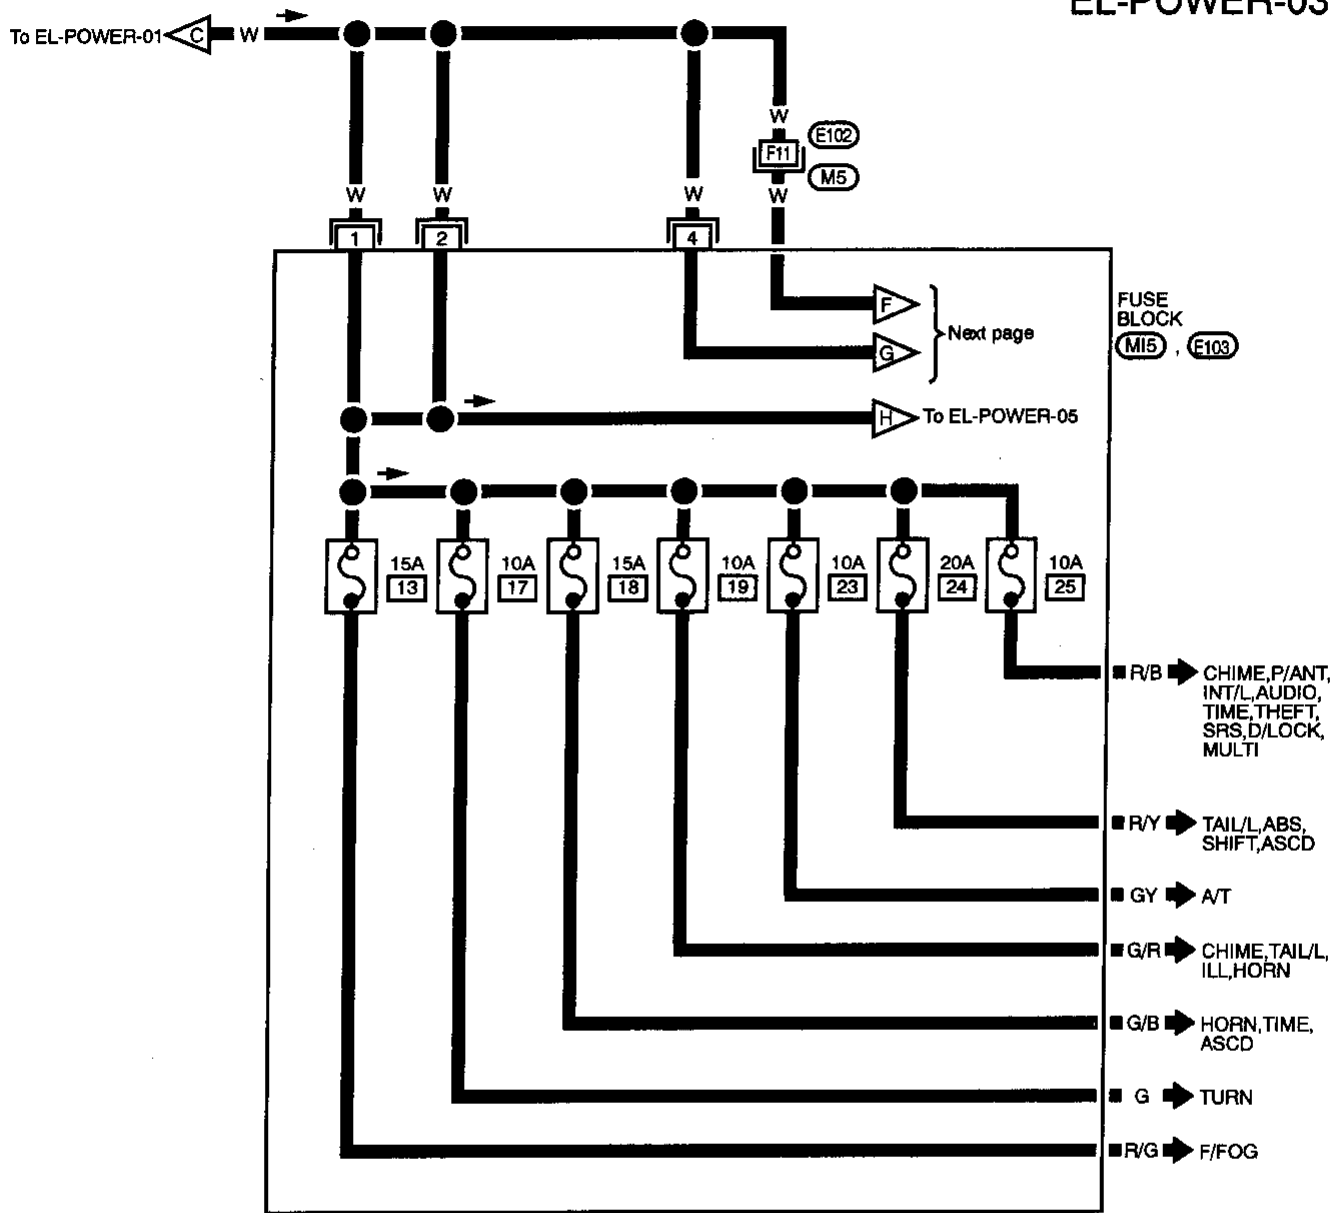 EL-POWER-03
To EL-POWER-01 C W
W
E102
F11
M5
W W W W
1 2 4
F
G
Next page
FUSE
BLOCK
MI5 , E103
H To EL-POWER-05
15A 10A 15A 10A 10A 20A 10A
13 17 18 19 23 24 25
R/B CHIME,P/ANT,
INT/L,AUDIO,
TIME,THEFT,
SRS,D/LOCK,
MULTI
R/Y TAIL/L,ABS,
SHIFT,ASCD
GY A/T
G/R CHIME,TAIL/L,
ILL,HORN
G/B HORN,TIME,
ASCD
G TURN
R/G F/FOG